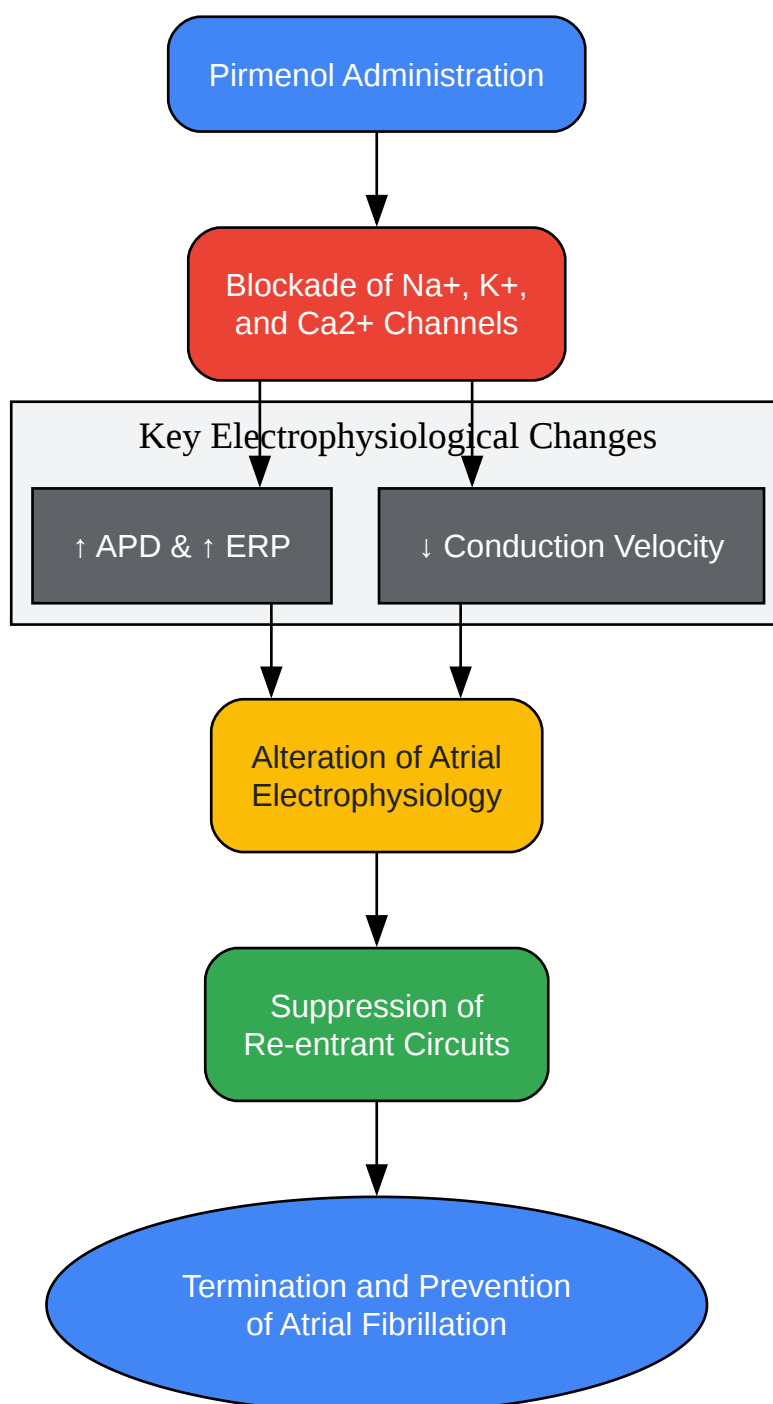 Pirmenol Administration
Blockade of Na+, K+,
and Ca2+ Channels
Key Electrophysiological Changes
↑ APD & ↑ ERP
↓ Conduction Velocity
Alteration of Atrial
Electrophysiology
Suppression of
Re-entrant Circuits
Termination and Prevention
of Atrial Fibrillation